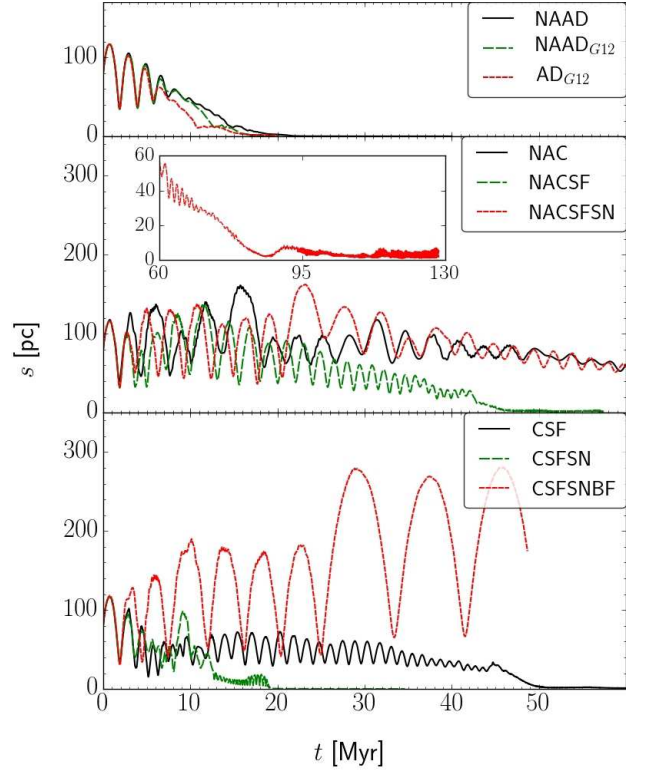 NAAD
NAAD_G12
AD_G12
100
0
NAC
NACSF
NACSFSN
300
200
100
0
60
40
20
0
60 95 130
s [pc]
CSF
CSFSN
CSFSNBF
300
200
100
0
0 10 20 30 40 50
t [Myr]